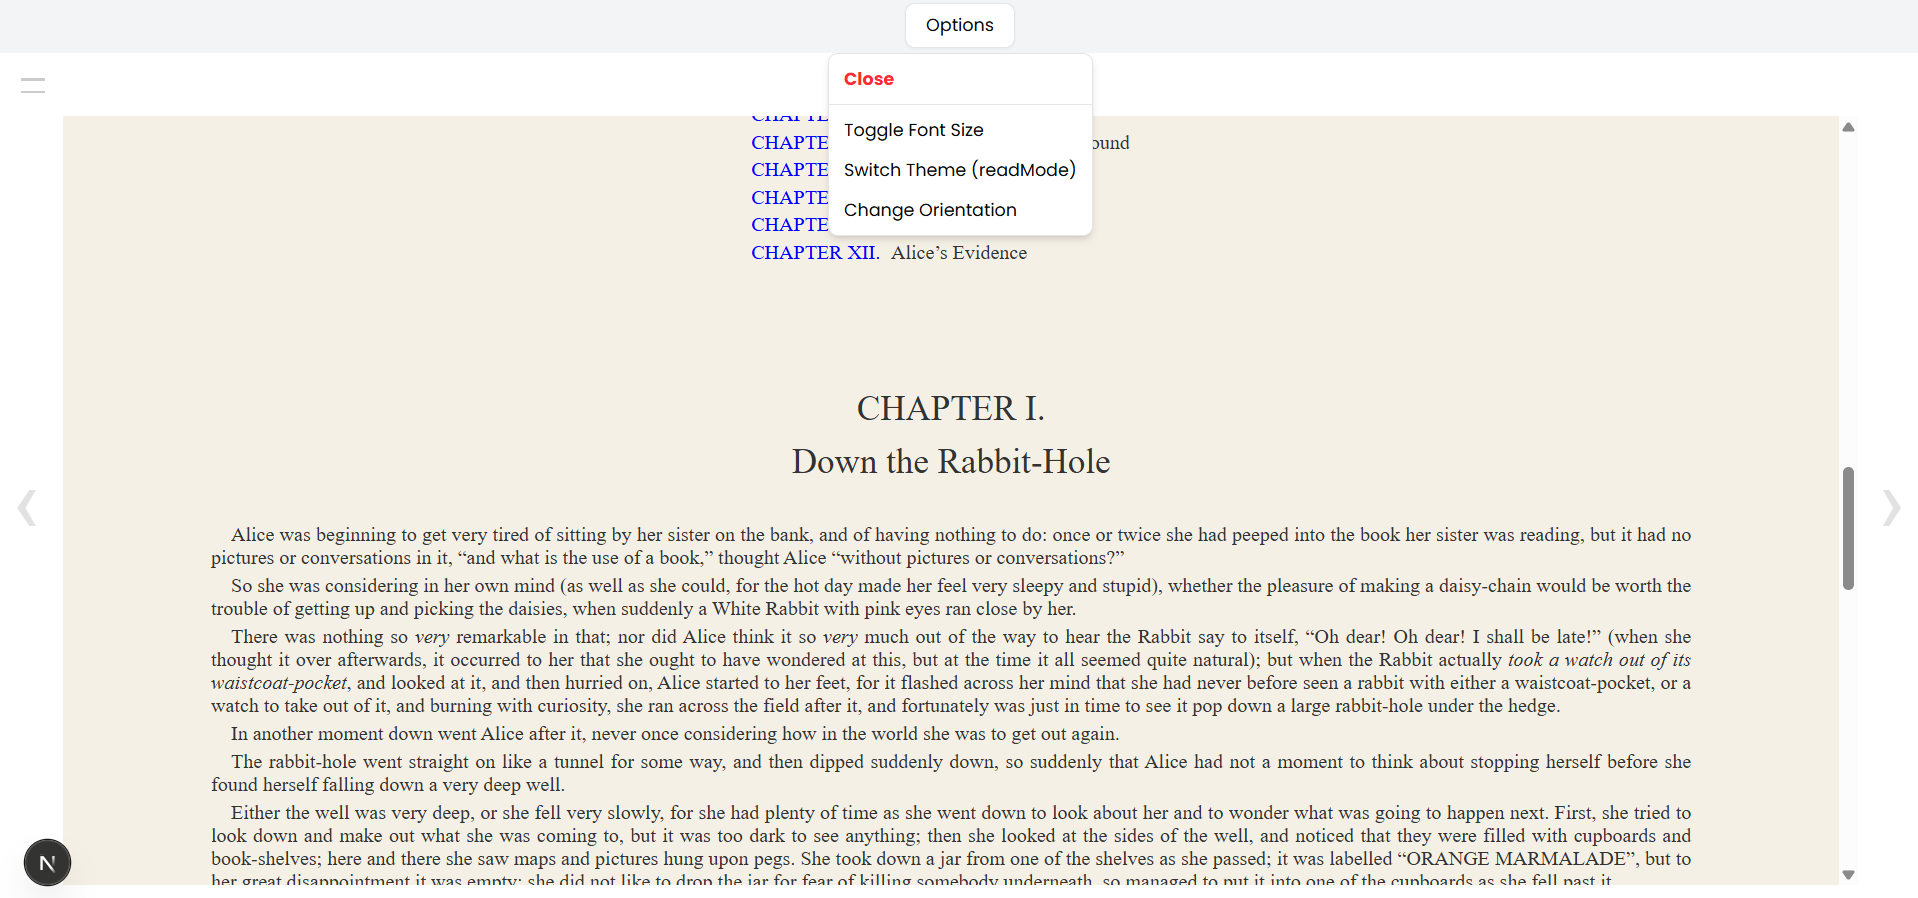 Options
Close
Toggle Font Size
Switch Theme (readMode)
Change Orientation
CHAPTE
CHAPTE ound
CHAPTE
CHAPTE
CHAPTE
CHAPTER XII. Alice’s Evidence
CHAPTER I.
Down the Rabbit-Hole
Alice was beginning to get very tired of sitting by her sister on the bank, and of having nothing to do: once or twice she had peeped into the book her sister was reading, but it had no
pictures or conversations in it, “and what is the use of a book,” thought Alice “without pictures or conversations?”
So she was considering in her own mind (as well as she could, for the hot day made her feel very sleepy and stupid), whether the pleasure of making a daisy-chain would be worth the
trouble of getting up and picking the daisies, when suddenly a White Rabbit with pink eyes ran close by her.
There was nothing so very remarkable in that; nor did Alice think it so very much out of the way to hear the Rabbit say to itself, “Oh dear! Oh dear! I shall be late!” (when she
thought it over afterwards, it occurred to her that she ought to have wondered at this, but at the time it all seemed quite natural); but when the Rabbit actually took a watch out of its
waistcoat-pocket, and looked at it, and then hurried on, Alice started to her feet, for it flashed across her mind that she had never before seen a rabbit with either a waistcoat-pocket, or a
watch to take out of it, and burning with curiosity, she ran across the field after it, and fortunately was just in time to see it pop down a large rabbit-hole under the hedge.
In another moment down went Alice after it, never once considering how in the world she was to get out again.
The rabbit-hole went straight on like a tunnel for some way, and then dipped suddenly down, so suddenly that Alice had not a moment to think about stopping herself before she
found herself falling down a very deep well.
Either the well was very deep, or she fell very slowly, for she had plenty of time as she went down to look about her and to wonder what was going to happen next. First, she tried to
look down and make out what she was coming to, but it was too dark to see anything; then she looked at the sides of the well, and noticed that they were filled with cupboards and
book-shelves; here and there she saw maps and pictures hung upon pegs. She took down a jar from one of the shelves as she passed; it was labelled “ORANGE MARMALADE”, but to
her great disappointment it was empty: she did not like to drop the jar for fear of killing somebody underneath, so managed to put it into one of the cupboards as she fell past it.
N